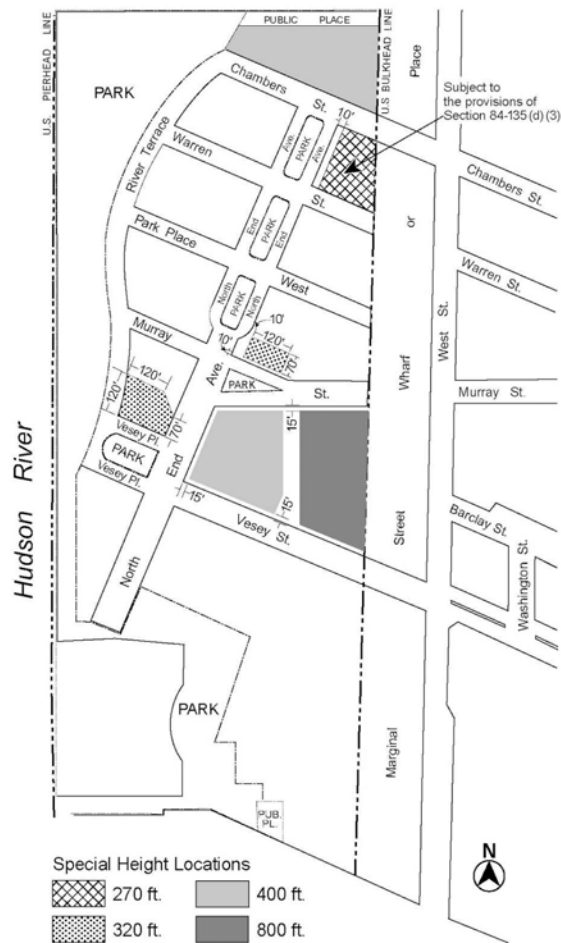 PUBLIC PLACE
U.S. PIERHEAD LINE
U.S BULKHEAD LINE
Place
PARK
Chambers
St.
10'
Subject to
the provisions of
Section 84-135 (d) (3)
River Terrace
Warren
Ave.
PARK
Ave.
St.
Chambers St.
or
Park Place
End
PARK
End
West
Warren St.
North
PARK
North
Murray
10'
120'
70'
10'
Ave.
PARK
St.
Wharf
West St.
Murray St.
120'
120'
70'
Vesey Pl.
PARK
Vesey Pl.
End
15'
15'
15'
Vesey St.
Street
Barclay St.
Washington St.
North
Hudson River
PARK
Marginal
PUB.
PL.
N
Special Height Locations
270 ft.
400 ft.
320 ft.
800 ft.